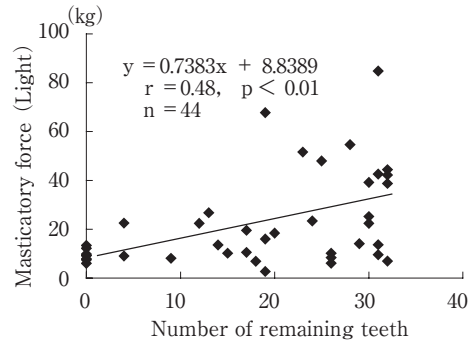 (kg)
100
80
60
40
20
0
Masticatory force (Light)
y = 0.7383x + 8.8389
r = 0.48, p < 0.01
n = 44
0 10 20 30 40
Number of remaining teeth